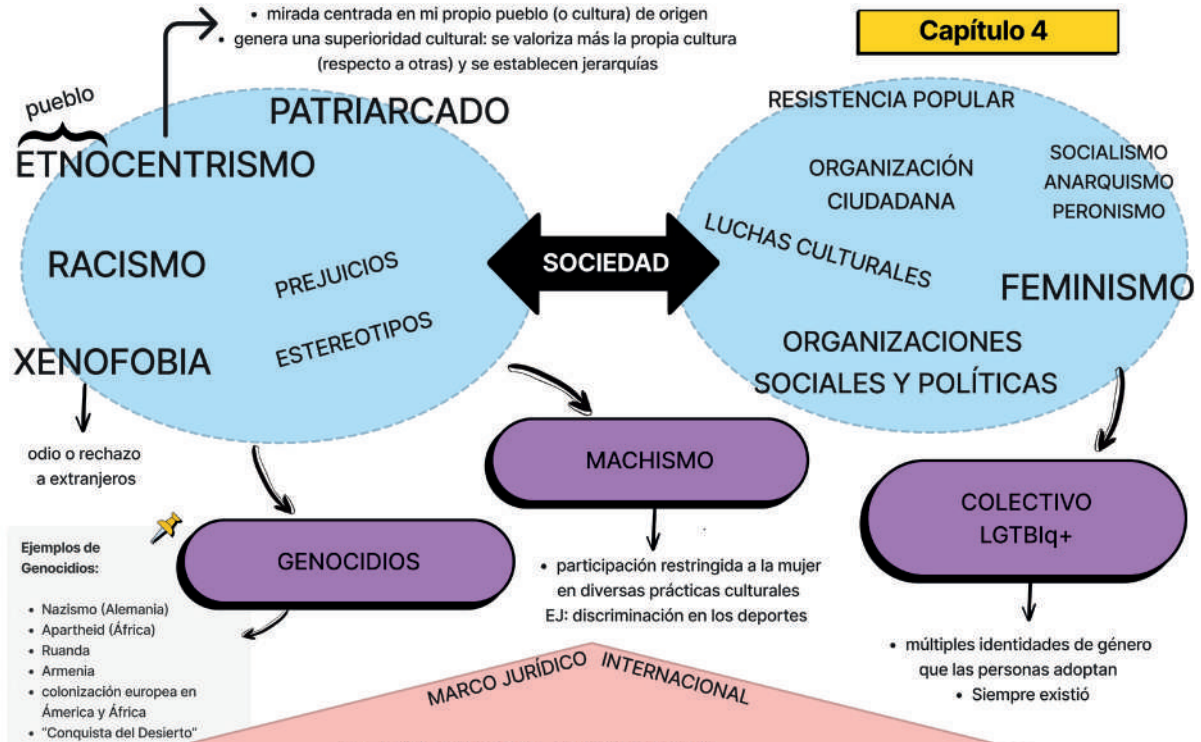 • mirada centrada en mi propio pueblo (o cultura) de origen
• genera una superioridad cultural: se valoriza más la propia cultura
(respecto a otras) y se establecen jerarquías
Capítulo 4
pueblo
PATRIARCADO
ETNOCENTRISMO
RACISMO
PREJUICIOS
ESTEREOTIPOS
XENOFOBIA
SOCIEDAD
RESISTENCIA POPULAR
ORGANIZACIÓN
CIUDADANA
SOCIALISMO
ANARQUISMO
PERONISMO
LUCHAS CULTURALES
FEMINISMO
ORGANIZACIONES
SOCIALES Y POLÍTICAS
odio o rechazo
a extranjeros
MACHISMO
COLECTIVO
LGTBIq+
GENOCIDIOS
Ejemplos de
Genocidios:
• Nazismo (Alemania)
• Apartheid (África)
• Ruanda
• Armenia
• colonización europea en
Ámerica y África
• "Conquista del Desierto"
• participación restringida a la mujer
en diversas prácticas culturales
EJ: discriminación en los deportes
• múltiples identidades de género
que las personas adoptan
• Siempre existió
MARCO JURÍDICO INTERNACIONAL